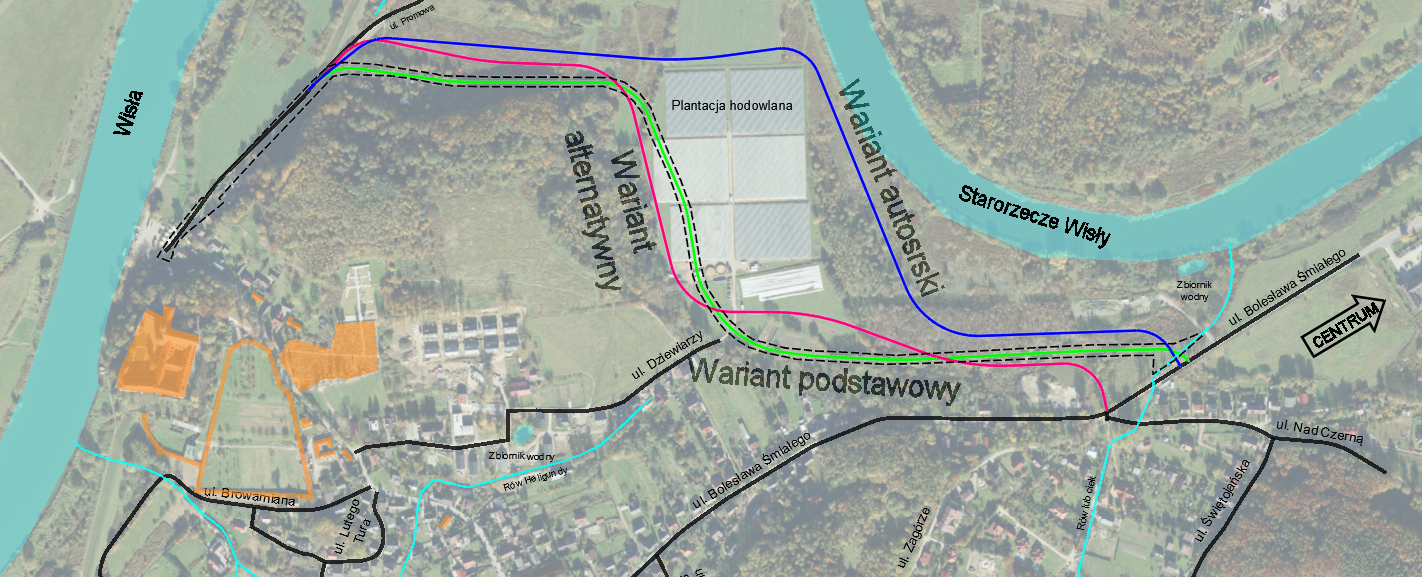 ul. Promowa
Wisła
Plantacja hodowlana
Wariant
alternatywny
Wariant autosrski
Starorzecze Wisły
Zbiornik
wodny
ul. Bolesława Śmiałego
CENTRUM
ul. Dziewiarzy
Wariant podstawowy
ul. Bolesława Śmiałego
ul. Nad Czerną
Zbiornik wodny
Rów Heligundy
ul. Browarniana
ul. Lutego
Tura
ul. Zagórze
Rów lub ciek
ul. Świętojańska